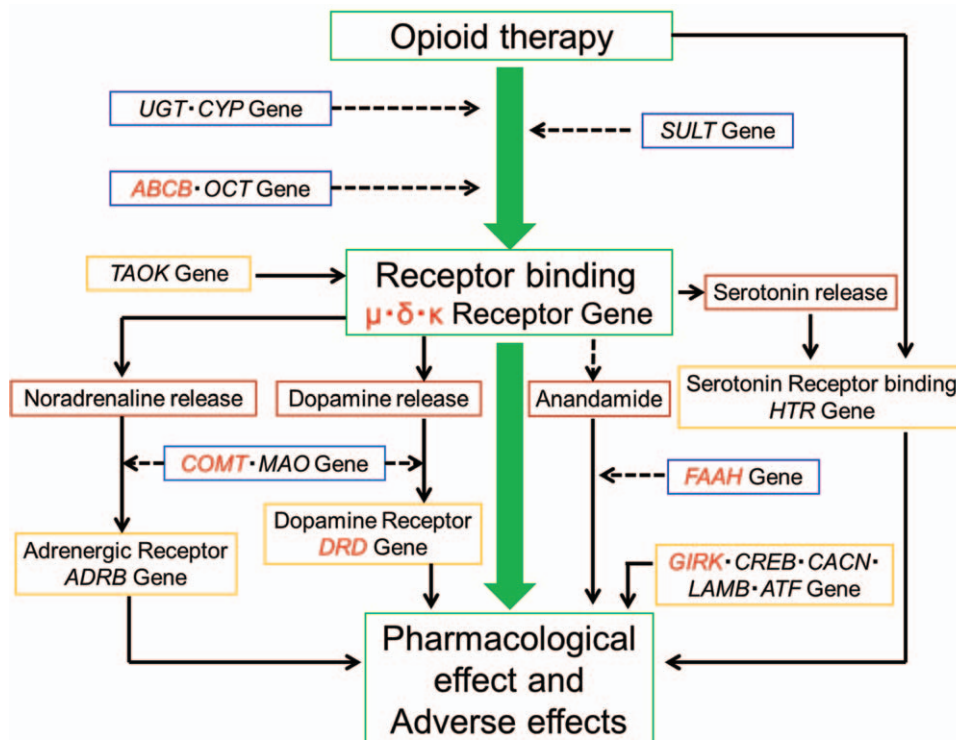 Opioid therapy
UGT･CYP Gene
SULT Gene
ABCB･OCT Gene
TAOK Gene
Receptor binding
μ･δ･κ Receptor Gene
Serotonin release
Noradrenaline release
Dopamine release
Anandamide
Serotonin Receptor binding
HTR Gene
COMT･MAO Gene
FAAH Gene
Dopamine Receptor
DRD Gene
Adrenergic Receptor
ADRB Gene
GIRK･CREB･CACN･
LAMB･ATF Gene
Pharmacological
effect and
Adverse effects